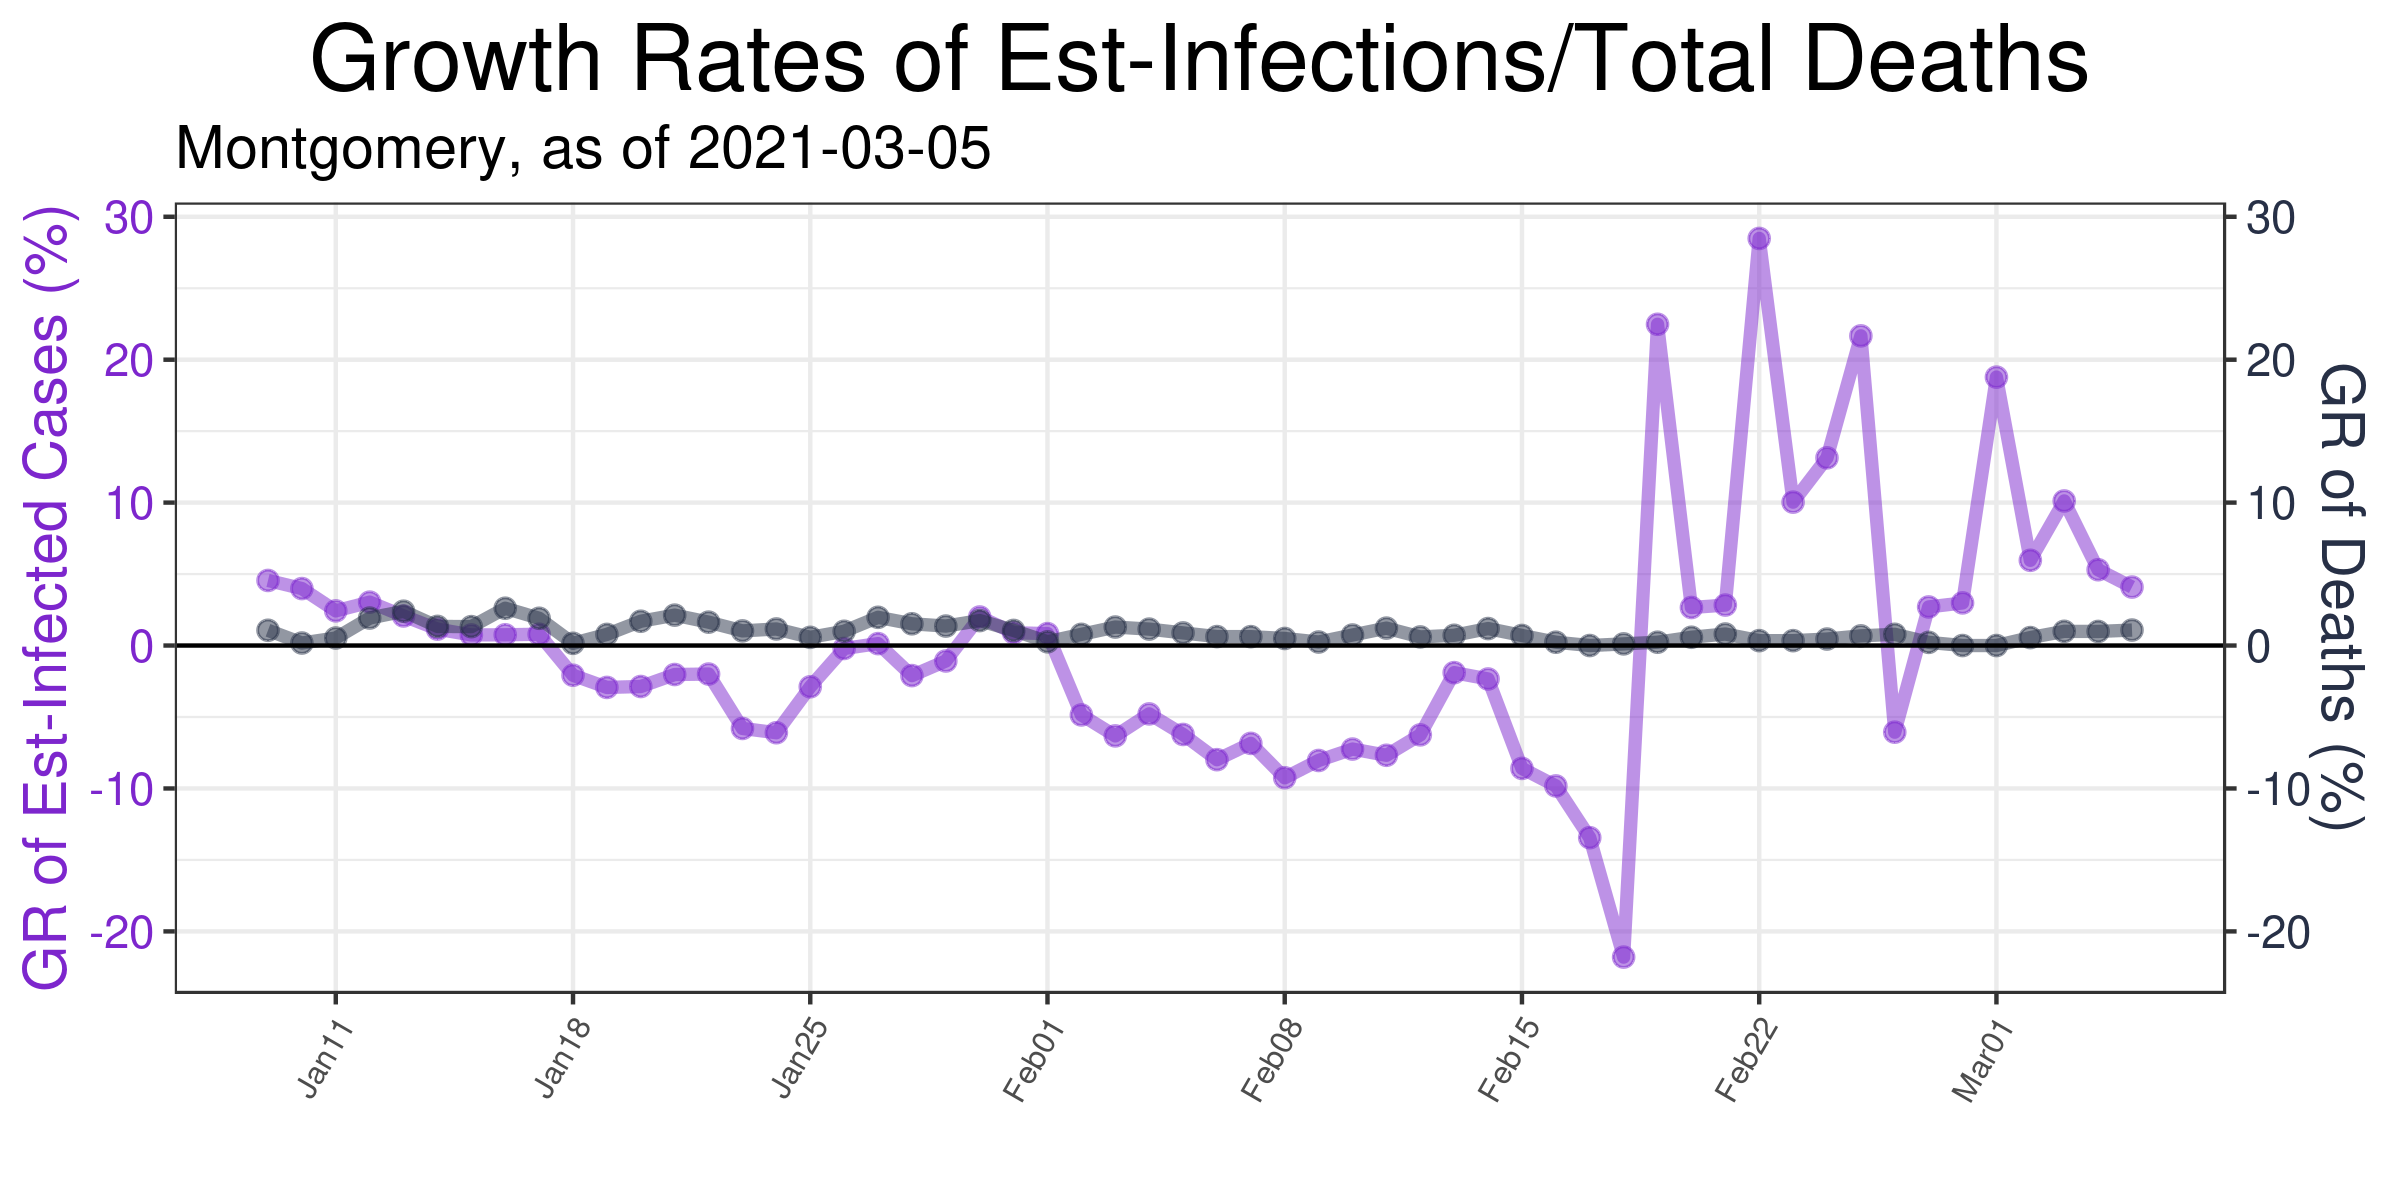 Growth Rates of Est-Infections/Total Deaths
Montgomery, as of 2021-03-05
GR of Est-Infected Cases (%)
30
20
10
0
-10
-20
30
20
10
0
-10
-20
GR of Deaths (%)
Jan11
Jan18
Jan25
Feb01
Feb08
Feb15
Feb22
Mar01